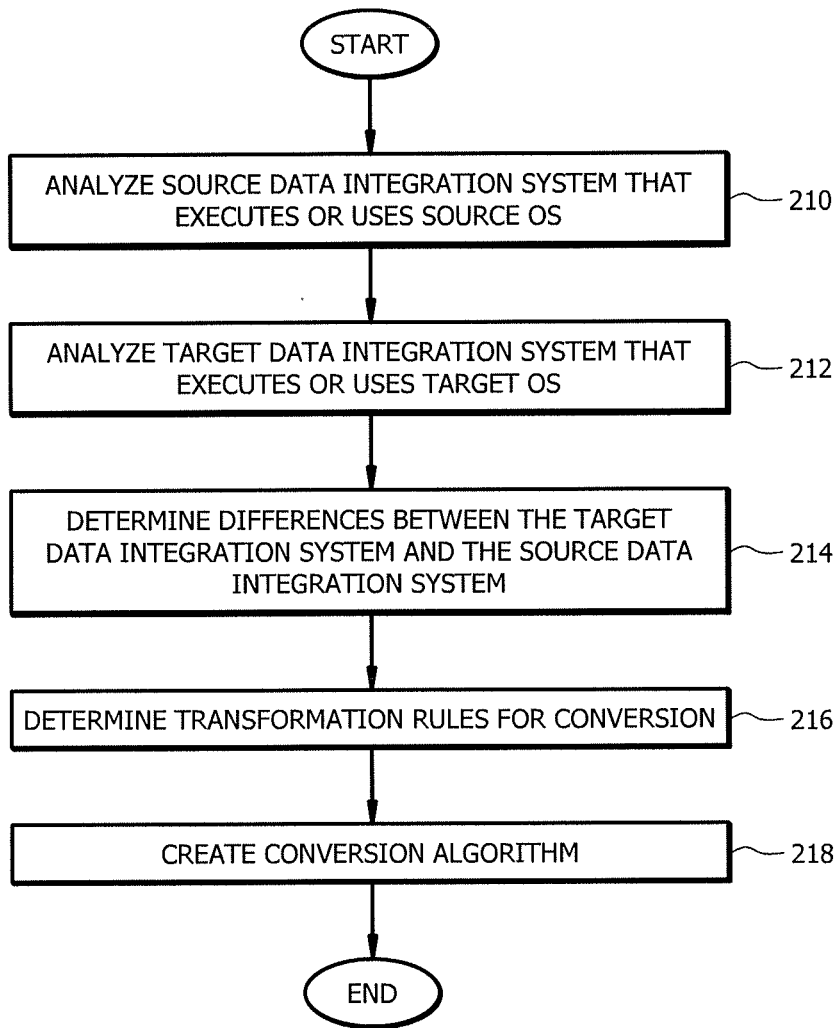 START
ANALYZE SOURCE DATA INTEGRATION SYSTEM THAT
EXECUTES OR USES SOURCE OS
210
ANALYZE TARGET DATA INTEGRATION SYSTEM THAT
EXECUTES OR USES TARGET OS
212
DETERMINE DIFFERENCES BETWEEN THE TARGET
DATA INTEGRATION SYSTEM AND THE SOURCE DATA
INTEGRATION SYSTEM
214
DETERMINE TRANSFORMATION RULES FOR CONVERSION
216
CREATE CONVERSION ALGORITHM
218
END